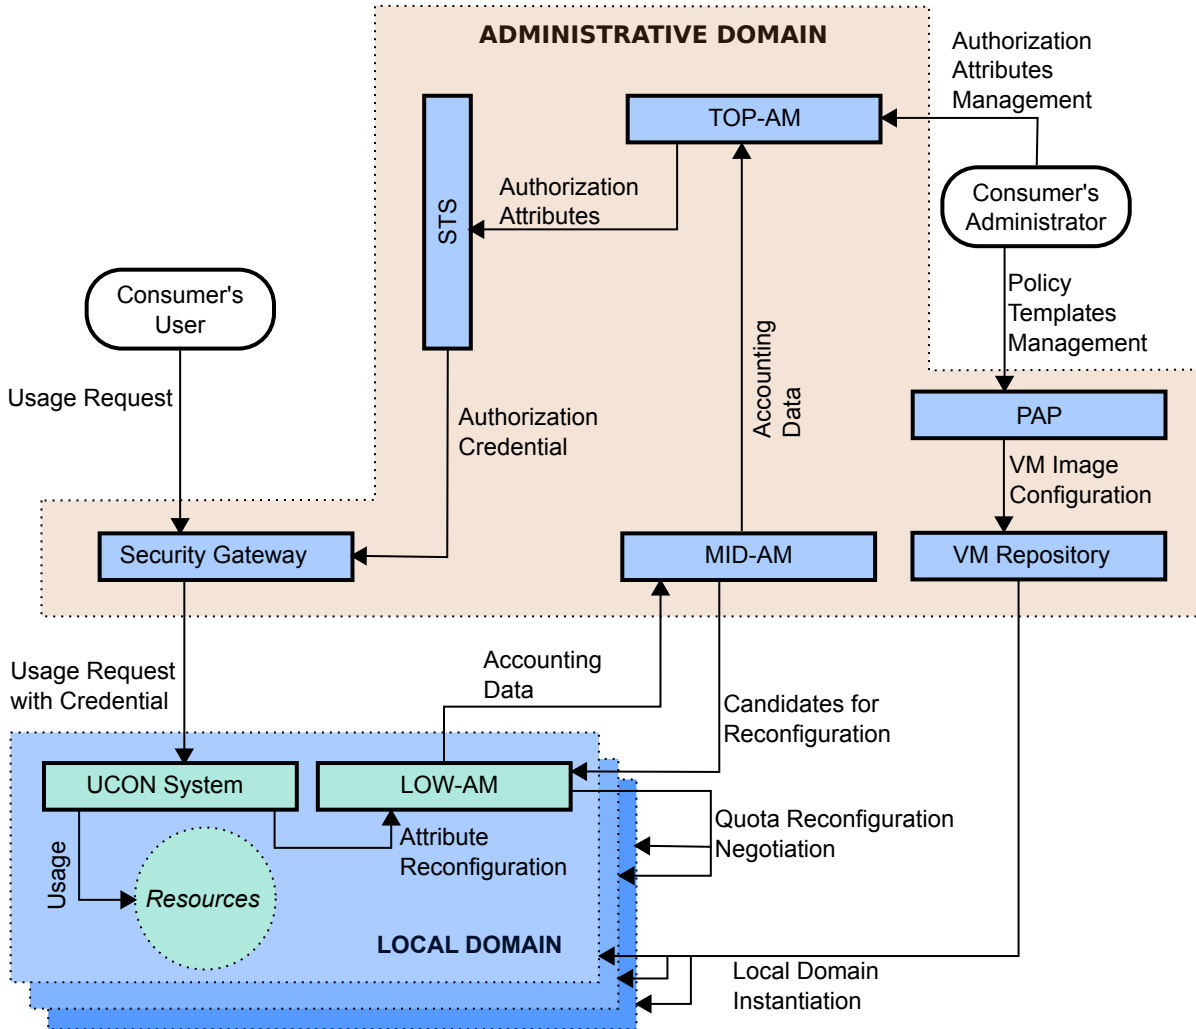 ADMINISTRATIVE DOMAIN
Authorization
Attributes
Management
TOP-AM
STS
Authorization
Attributes
Consumer's
Administrator
Consumer's
User
Policy
Templates
Management
Usage Request
Authorization
Credential
Accounting
Data
PAP
VM Image
Configuration
Security Gateway
MID-AM
VM Repository
Usage Request
with Credential
Accounting
Data
Candidates for
Reconfiguration
UCON System
LOW-AM
Quota Reconfiguration
Negotiation
Attribute
Reconfiguration
Usage
Resources
LOCAL DOMAIN
Local Domain
Instantiation